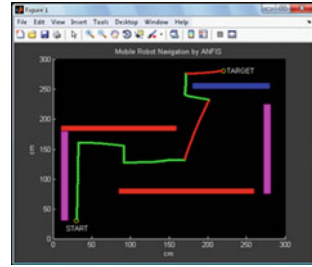 Figure 1
File Edit View Insert Tools Desktop Window Help
Mobile Robot Navigation by ANFIS
300
250
200
150
100
50
0
cm
TARGET
START
0 50 100 150 200 250 300
cm